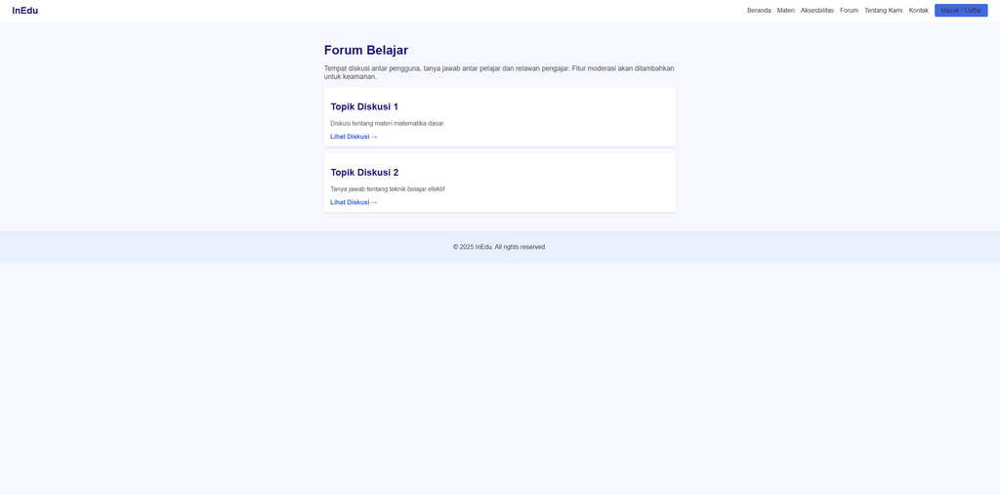 InEdu
Beranda Materi Aksesbilitas Forum Tentang Kami Kontak Masuk / Daftar
Forum Belajar
Tempat diskusi antar pengguna, tanya jawab antar pelajar dan relawan pengajar. Fitur moderasi akan ditambahkan
untuk keamanan.
Topik Diskusi 1
Diskusi tentang materi matematika dasar.
Lihat Diskusi →
Topik Diskusi 2
Tanya jawab tentang teknik belajar efektif.
Lihat Diskusi →
© 2025 InEdu. All rights reserved.